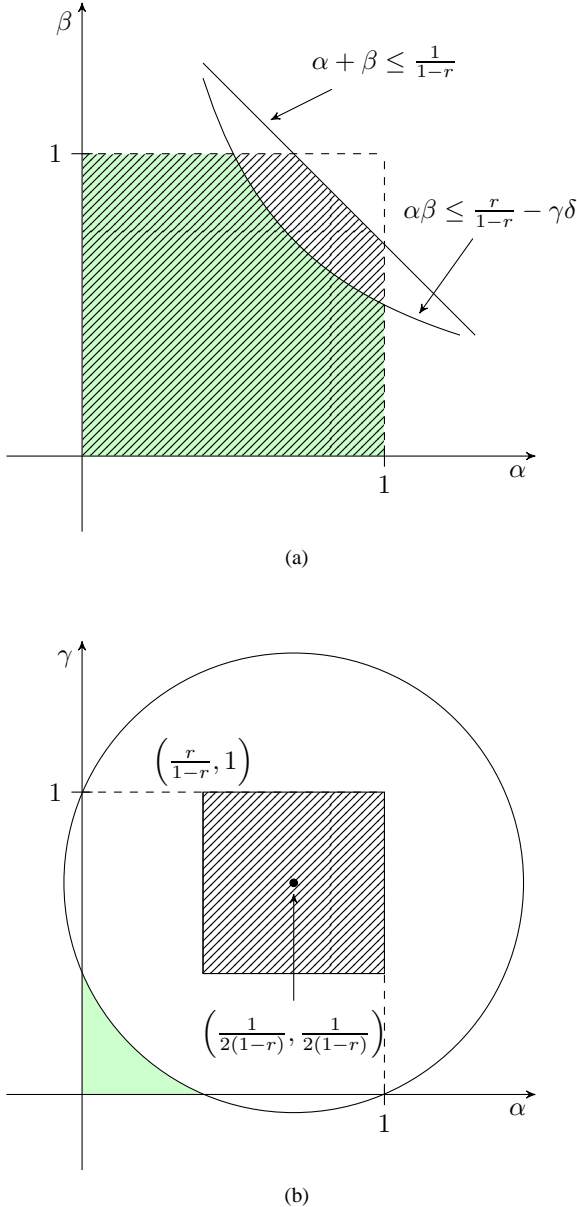 β
α + β ≤ 1/(1−r)
1
αβ ≤ r/(1−r) − γδ
1
α
(a)
γ
(r/(1−r), 1)
1
(1/(2(1−r)), 1/(2(1−r)))
1
α
(b)